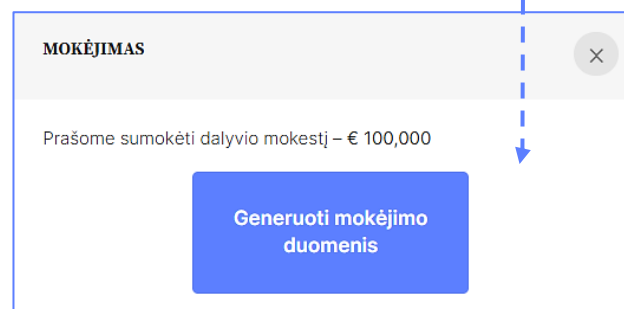 MOKĖJIMAS
Prašome sumokėti dalyvio mokestį – € 100,000
Generuoti mokėjimo
duomenis